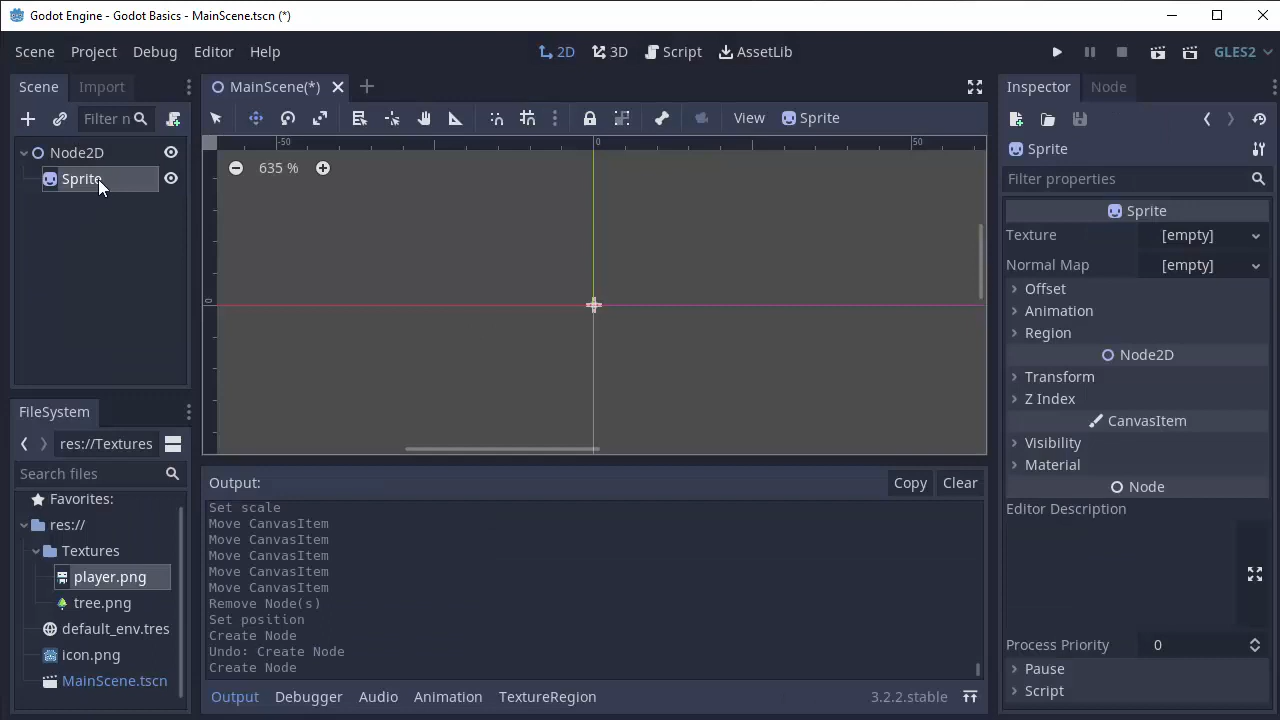 Godot Engine - Godot Basics - MainScene.tscn (*)
Scene Project Debug Editor Help
2D 3D Script AssetLib
GLES2
Scene Import
MainScene(*)
Inspector Node
Filter n
View Sprite
Node2D
Sprite
-50 0 50
0
635 %
Sprite
Filter properties
Sprite
Texture [empty]
Normal Map [empty]
Offset
Animation
Region
Node2D
Transform
Z Index
CanvasItem
Visibility
Material
Node
Editor Description
Process Priority 0
Pause
Script
FileSystem
res://Textures
Search files
Favorites:
res://
Textures
player.png
tree.png
default_env.tres
icon.png
MainScene.tscn
Output: Copy Clear
Set scale
Move CanvasItem
Move CanvasItem
Move CanvasItem
Move CanvasItem
Move CanvasItem
Remove Node(s)
Set position
Create Node
Undo: Create Node
Create Node
Output Debugger Audio Animation TextureRegion 3.2.2.stable